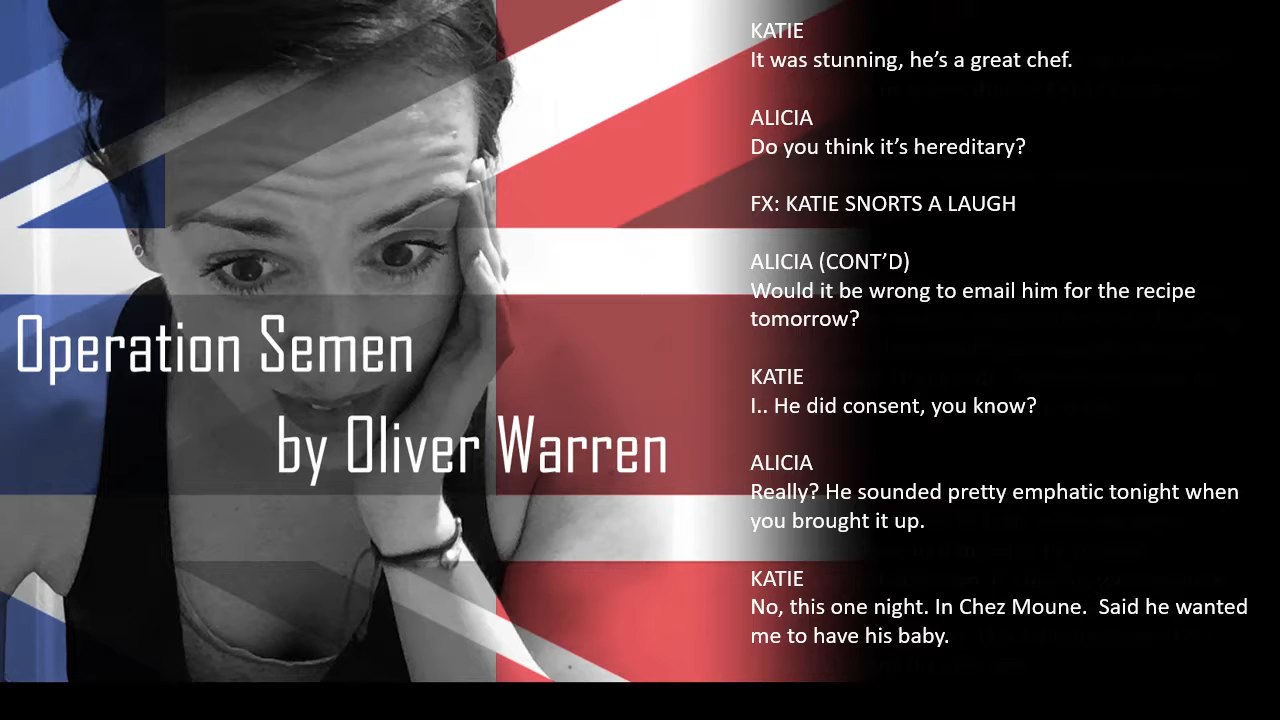 Operation Semen
by Oliver Warren
KATIE
It was stunning, he’s a great chef.
ALICIA
Do you think it’s hereditary?
FX: KATIE SNORTS A LAUGH
ALICIA (CONT’D)
Would it be wrong to email him for the recipe
tomorrow?
KATIE
I.. He did consent, you know?
ALICIA
Really? He sounded pretty emphatic tonight when
you brought it up.
KATIE
No, this one night. In Chez Moune.  Said he wanted
me to have his baby.